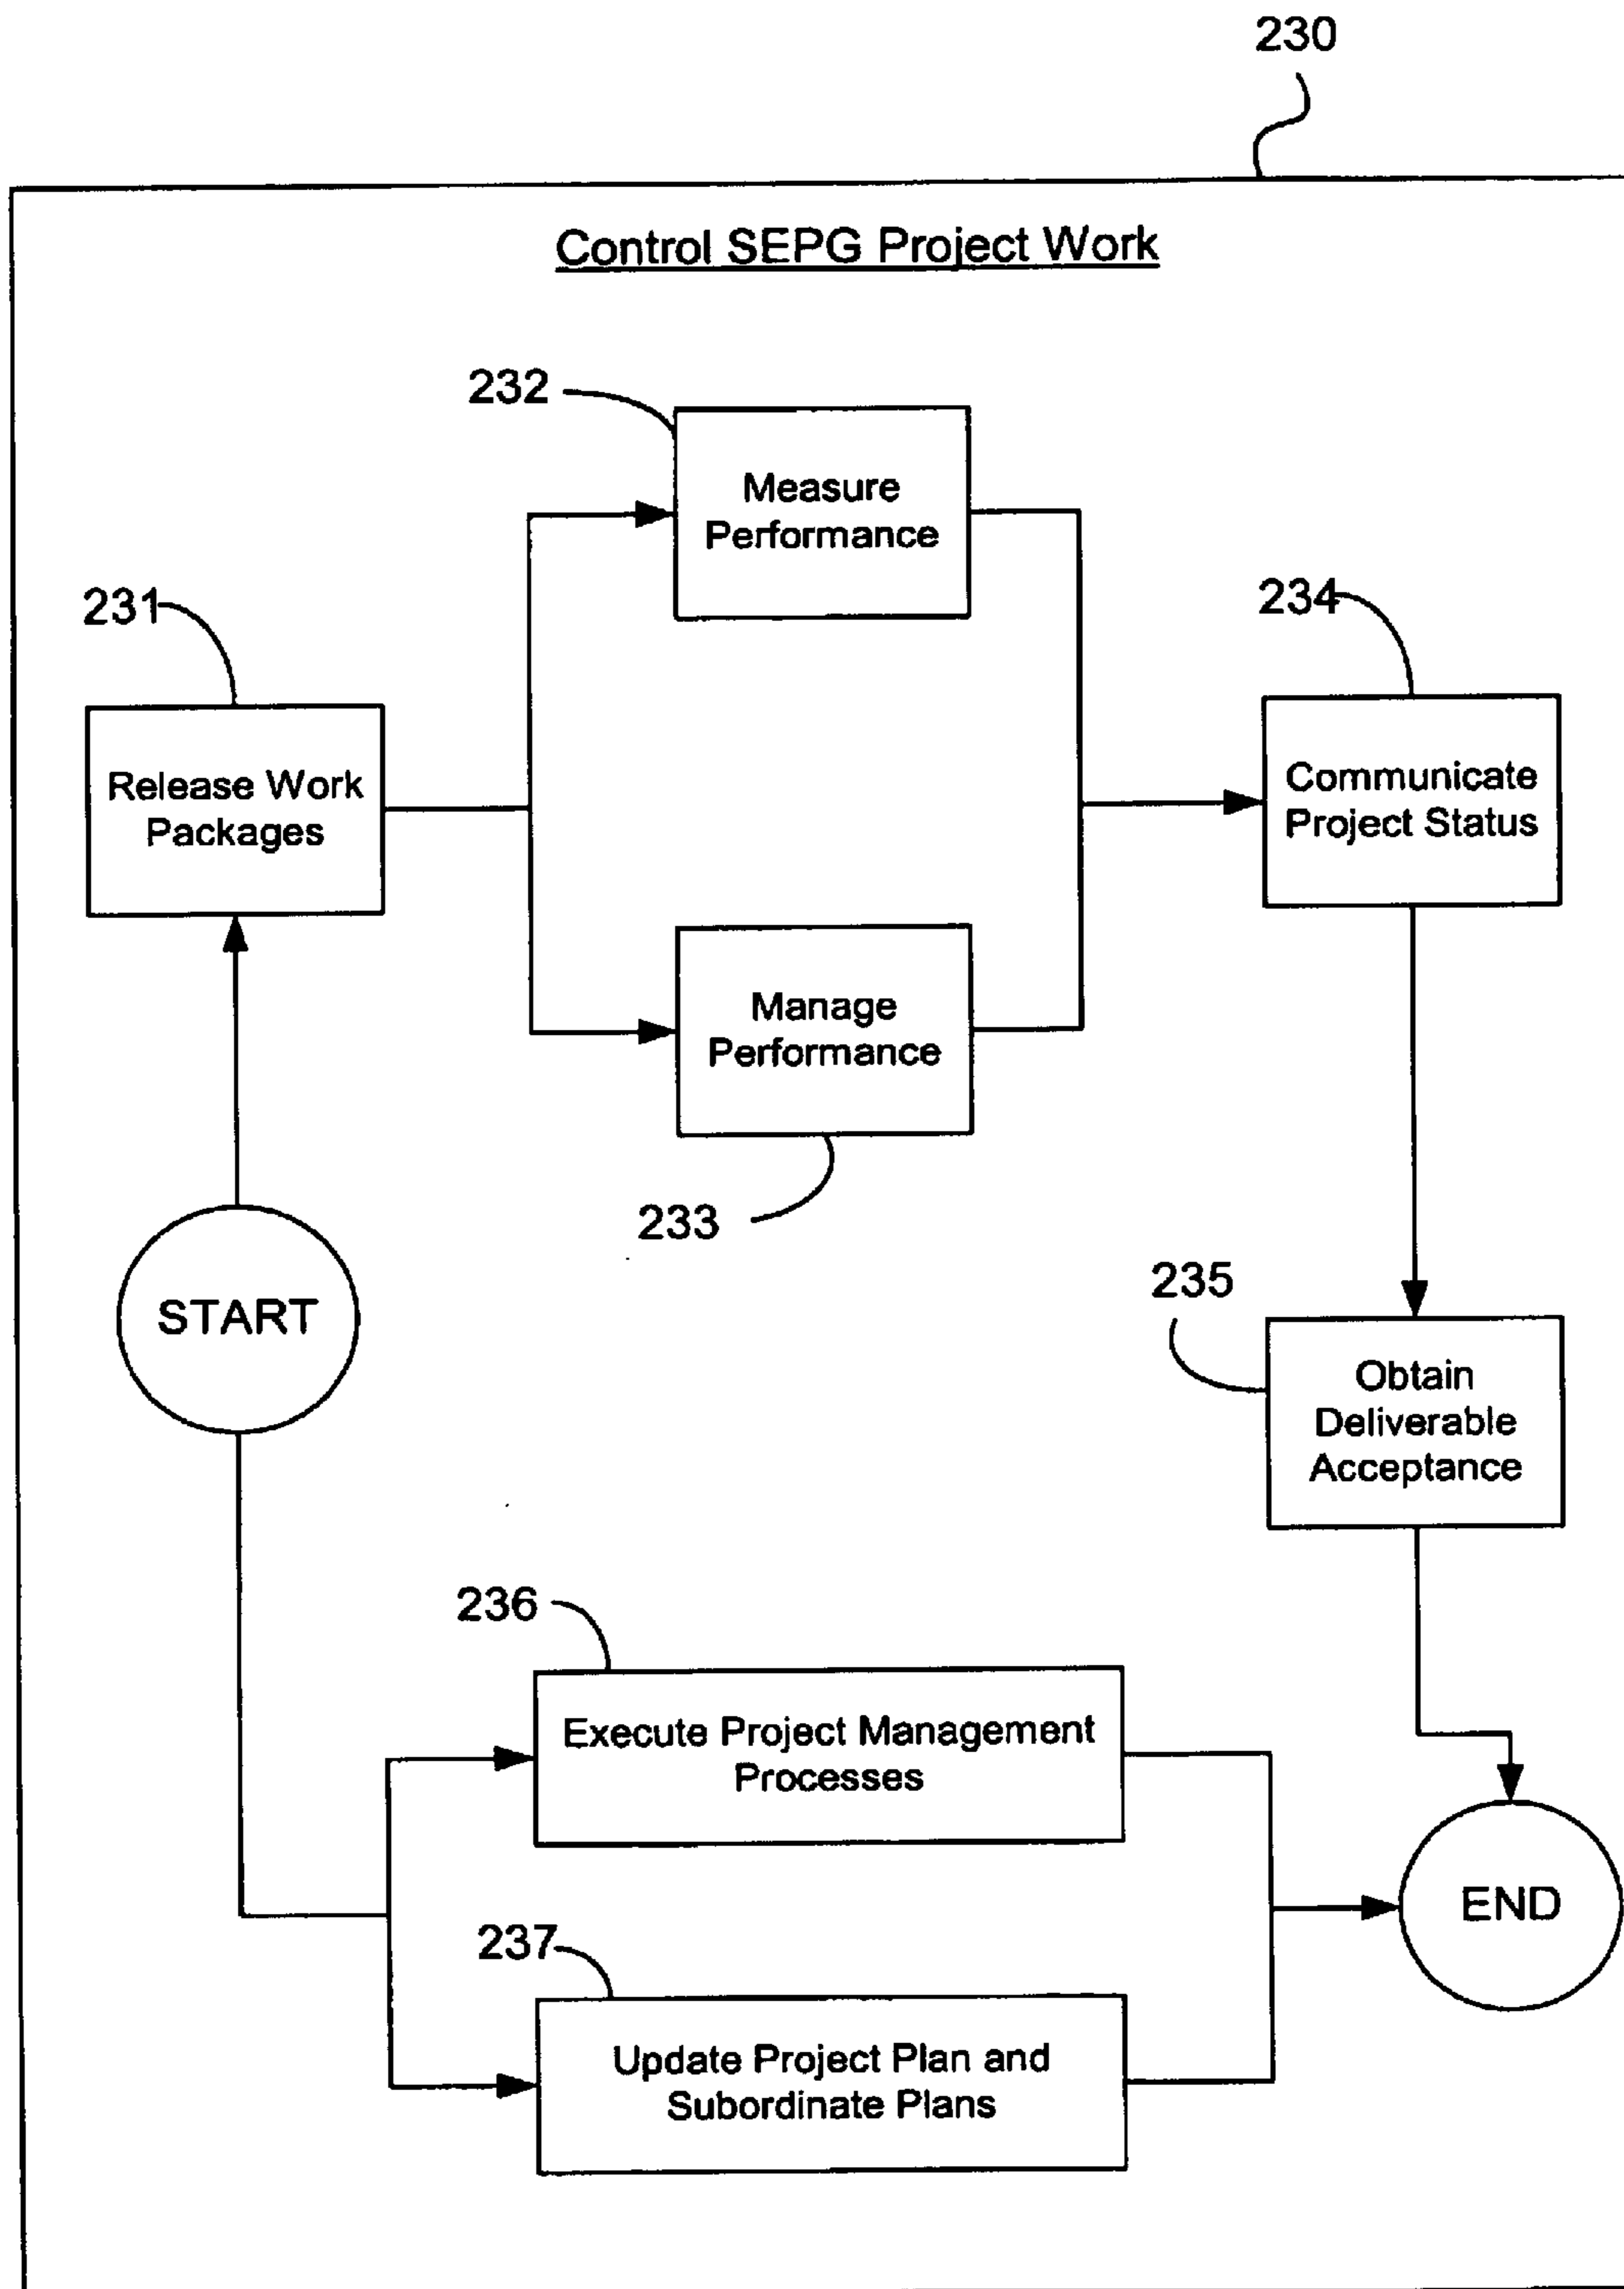 230
Control SEPG Project Work
232
Measure
Performance
231
Release Work
Packages
234
Communicate
Project Status
Manage
Performance
233
START
235
Obtain
Deliverable
Acceptance
236
Execute Project Management
Processes
END
237
Update Project Plan and
Subordinate Plans